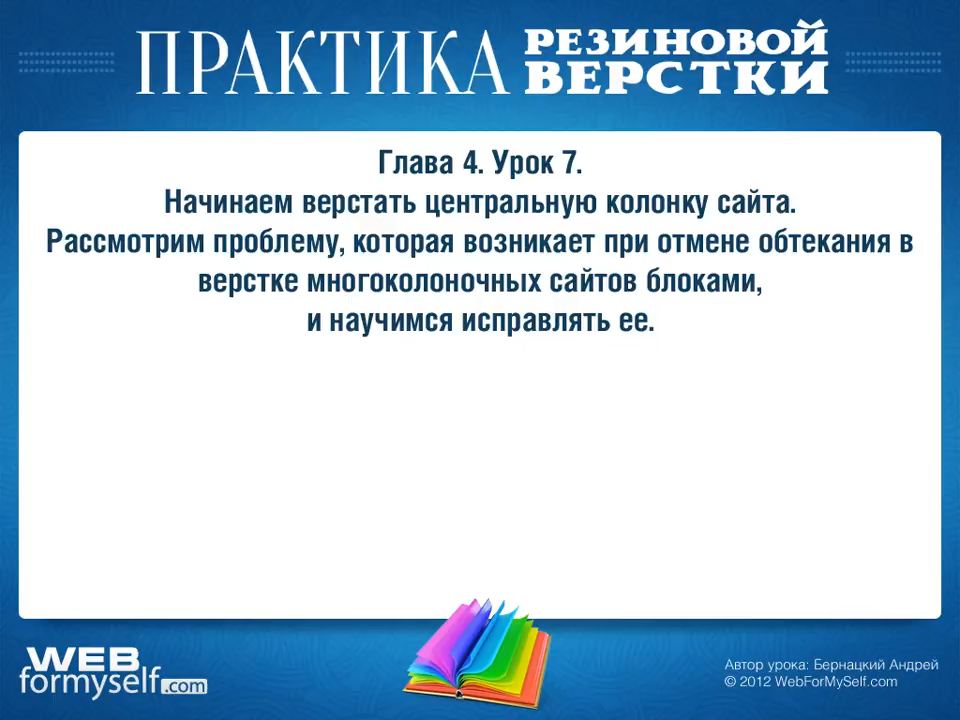 ПРАКТИКА РЕЗИНОВОЙ ВЕРСТКИ
Глава 4. Урок 7.
Начинаем верстать центральную колонку сайта.
Рассмотрим проблему, которая возникает при отмене обтекания в
верстке многоколоночных сайтов блоками,
и научимся исправлять ее.
WEB
formyself.com
Автор урока: Бернацкий Андрей
© 2012 WebForMySelf.com